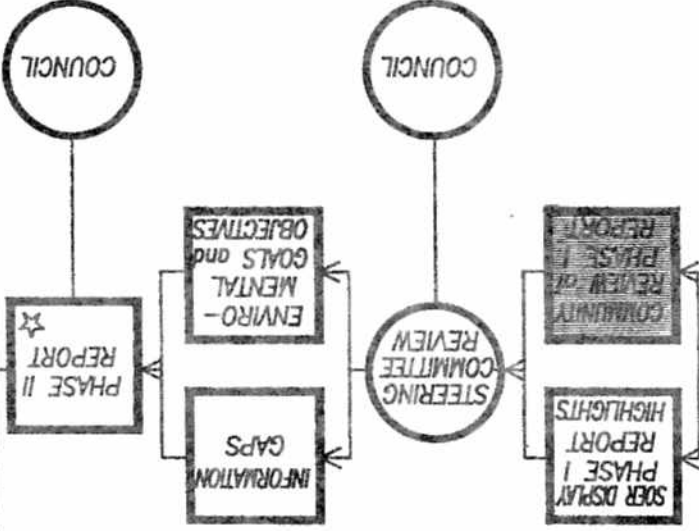 SOER DISPLAY
PHASE I
REPORT
HIGHLIGHTS
COMMUNITY
REVIEW of
PHASE I
REPORT
STEERING
COMMITTEE
REVIEW
COUNCIL
INFORMATION
GAPS
ENVIRO-
MENTAL
GOALS and
OBJECTIVES
PHASE II
REPORT
COUNCIL